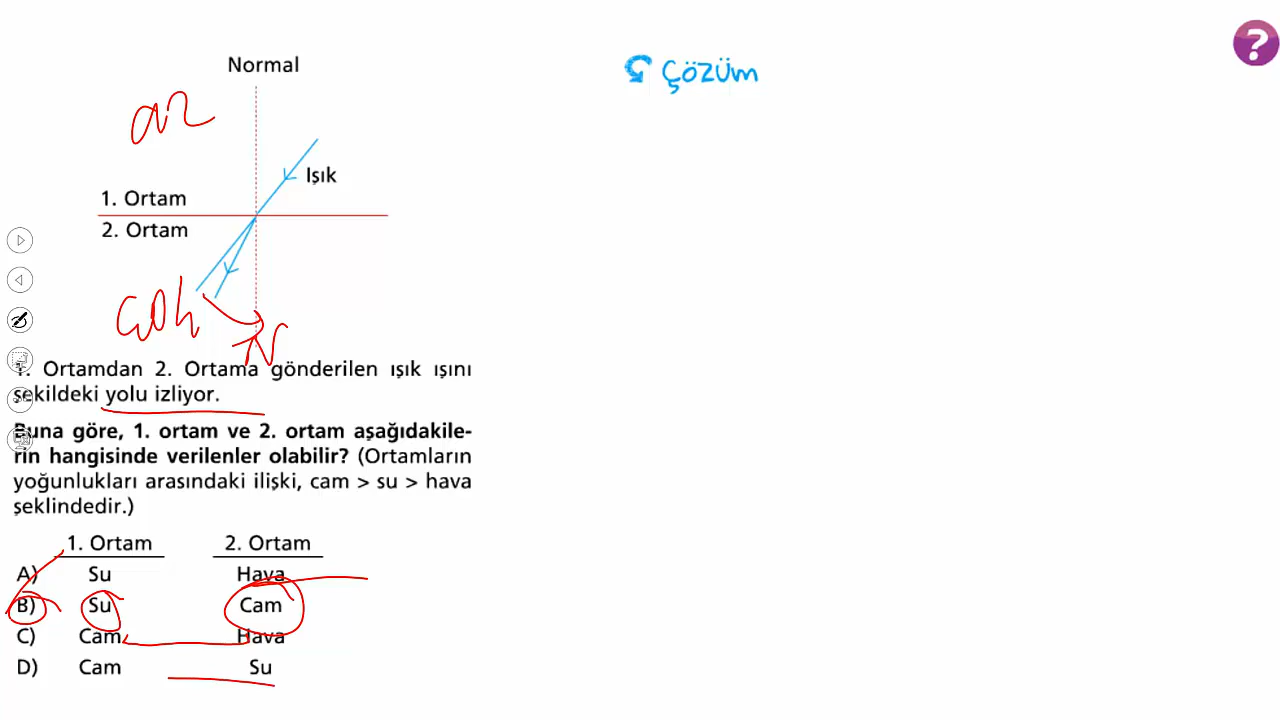 Normal
az
Işık
1. Ortam
2. Ortam
çok
N
1. Ortamdan 2. Ortama gönderilen ışık ışını
şekildeki yolu izliyor.
Buna göre, 1. ortam ve 2. ortam aşağıdakile-
rin hangisinde verilenler olabilir? (Ortamların
yoğunlukları arasındaki ilişki, cam > su > hava
şeklindedir.)
1. Ortam 2. Ortam
A) Su Hava
B) Su Cam
C) Cam Hava
D) Cam Su
Çözüm
?